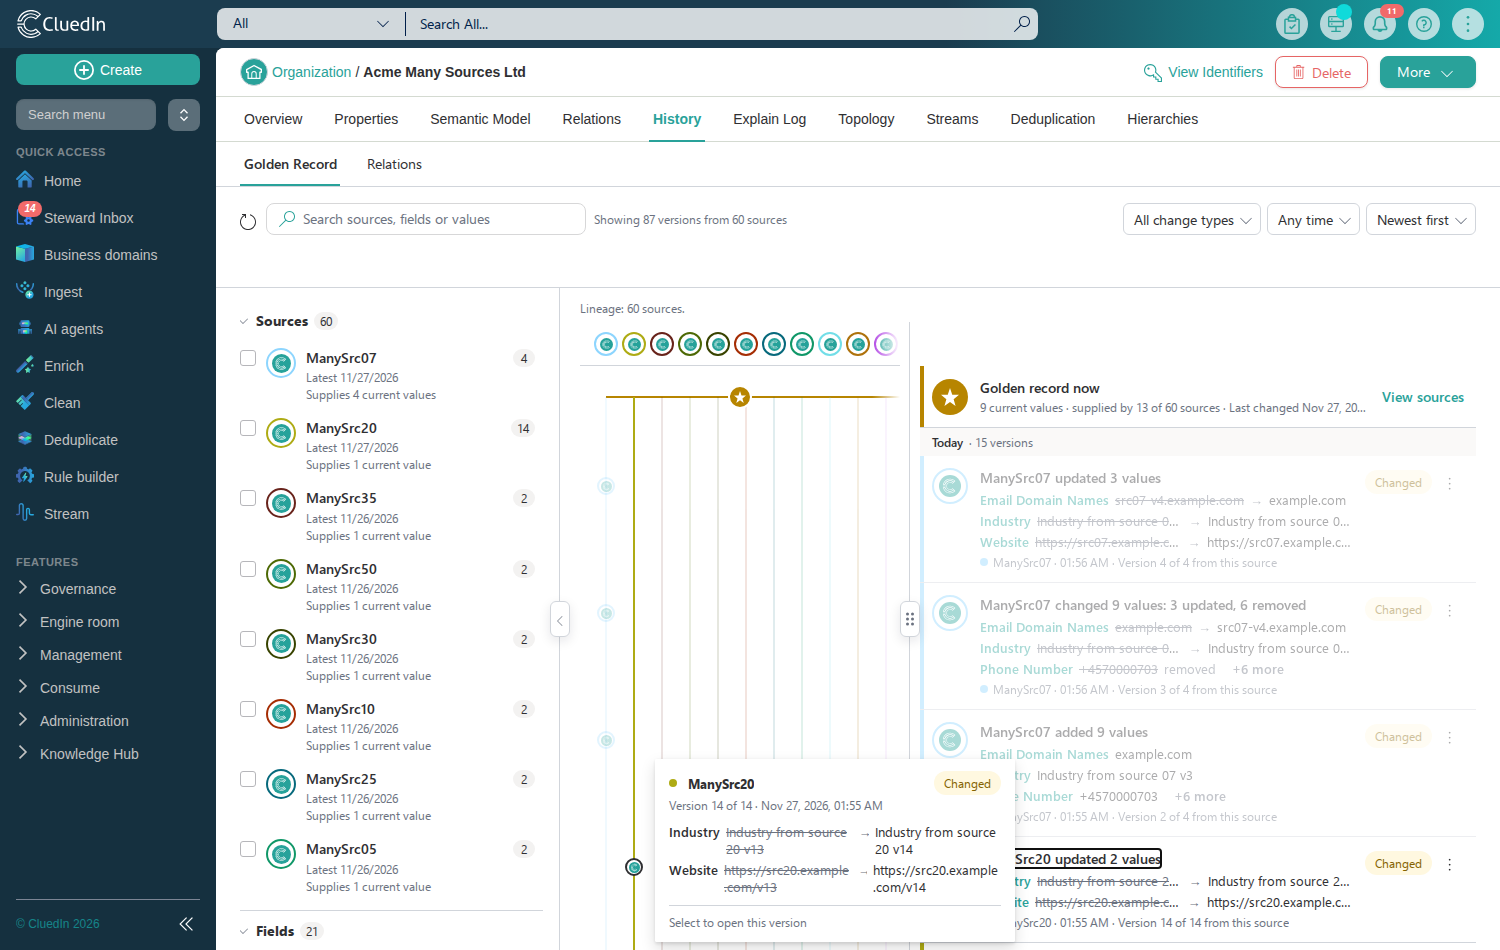 CluedIn
All
Search All...
11
Create
Search menu
QUICK ACCESS
Home
14
Steward Inbox
Business domains
Ingest
AI agents
Enrich
Clean
Deduplicate
Rule builder
Stream
FEATURES
Governance
Engine room
Management
Consume
Administration
Knowledge Hub
© CluedIn 2026
Organization / Acme Many Sources Ltd
View Identifiers
Delete
More
Overview
Properties
Semantic Model
Relations
History
Explain Log
Topology
Streams
Deduplication
Hierarchies
Golden Record
Relations
Search sources, fields or values
Showing 87 versions from 60 sources
All change types
Any time
Newest first
Sources 60
ManySrc07 4
Latest 11/27/2026
Supplies 4 current values
ManySrc20 14
Latest 11/27/2026
Supplies 1 current value
ManySrc35 2
Latest 11/26/2026
Supplies 1 current value
ManySrc50 2
Latest 11/26/2026
Supplies 1 current value
ManySrc30 2
Latest 11/26/2026
Supplies 1 current value
ManySrc10 2
Latest 11/26/2026
Supplies 1 current value
ManySrc25 2
Latest 11/26/2026
Supplies 1 current value
ManySrc05 2
Latest 11/26/2026
Supplies 1 current value
Fields 21
Lineage: 60 sources.
Golden record now
9 current values · supplied by 13 of 60 sources · Last changed Nov 27, 20...
View sources
Today · 15 versions
ManySrc07 updated 3 values
Changed
Email Domain Names src07-v4.example.com → example.com
Industry Industry from source 0... → Industry from source 0...
Website https://src07.example.c... → https://src07.example.c...
ManySrc07 · 01:56 AM · Version 4 of 4 from this source
ManySrc07 changed 9 values: 3 updated, 6 removed
Changed
Email Domain Names example.com → src07-v4.example.com
Industry Industry from source 0... → Industry from source 0...
Phone Number +4570000703 removed +6 more
ManySrc07 · 01:56 AM · Version 3 of 4 from this source
ManySrc07 added 9 values
Changed
Email Domain Names example.com
try Industry from source 07 v3
e Number +4570000703 +6 more
nySrc07 · 01:56 AM · Version 2 of 4 from this source
Src20 updated 2 values
Changed
try Industry from source 2... → Industry from source 2...
ite https://src20.example.c... → https://src20.example.c...
nySrc20 · 01:55 AM · Version 14 of 14 from this source
ManySrc20
Changed
Version 14 of 14 · Nov 27, 2026, 01:55 AM
Industry Industry from source 20 v13 → Industry from source 20 v14
Website https://src20.example.com/v13 → https://src20.example.com/v14
Select to open this version